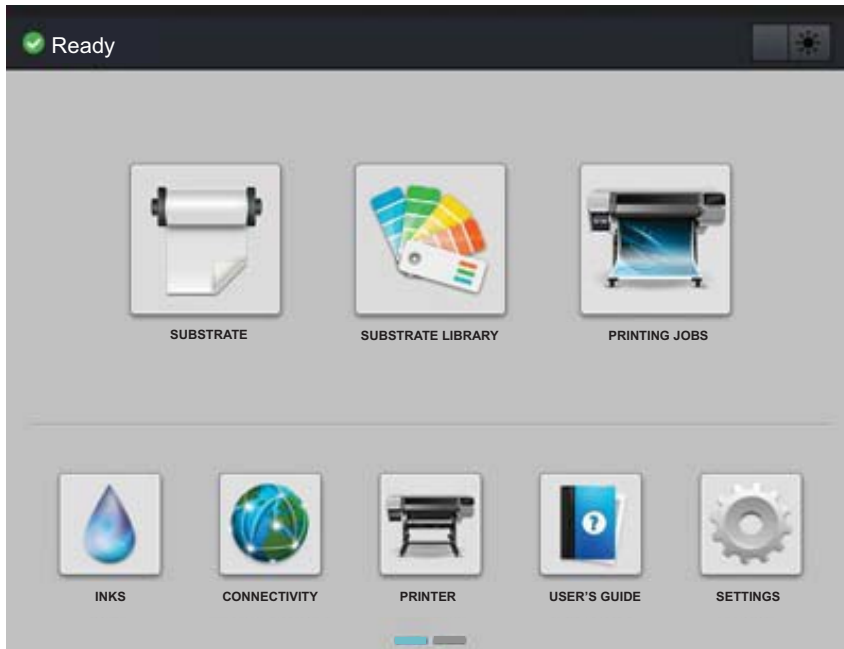 Ready
SUBSTRATE
SUBSTRATE LIBRARY
PRINTING JOBS
?
INKS
CONNECTIVITY
PRINTER
USER'S GUIDE
SETTINGS